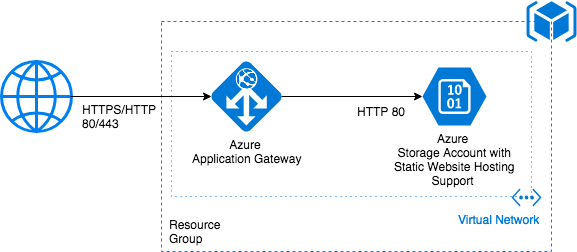 HTTPS/HTTP
80/443
Azure
Application Gateway
HTTP 80
10
01
Azure
Storage Account with
Static Website Hosting
Support
Virtual Network
Resource
Group